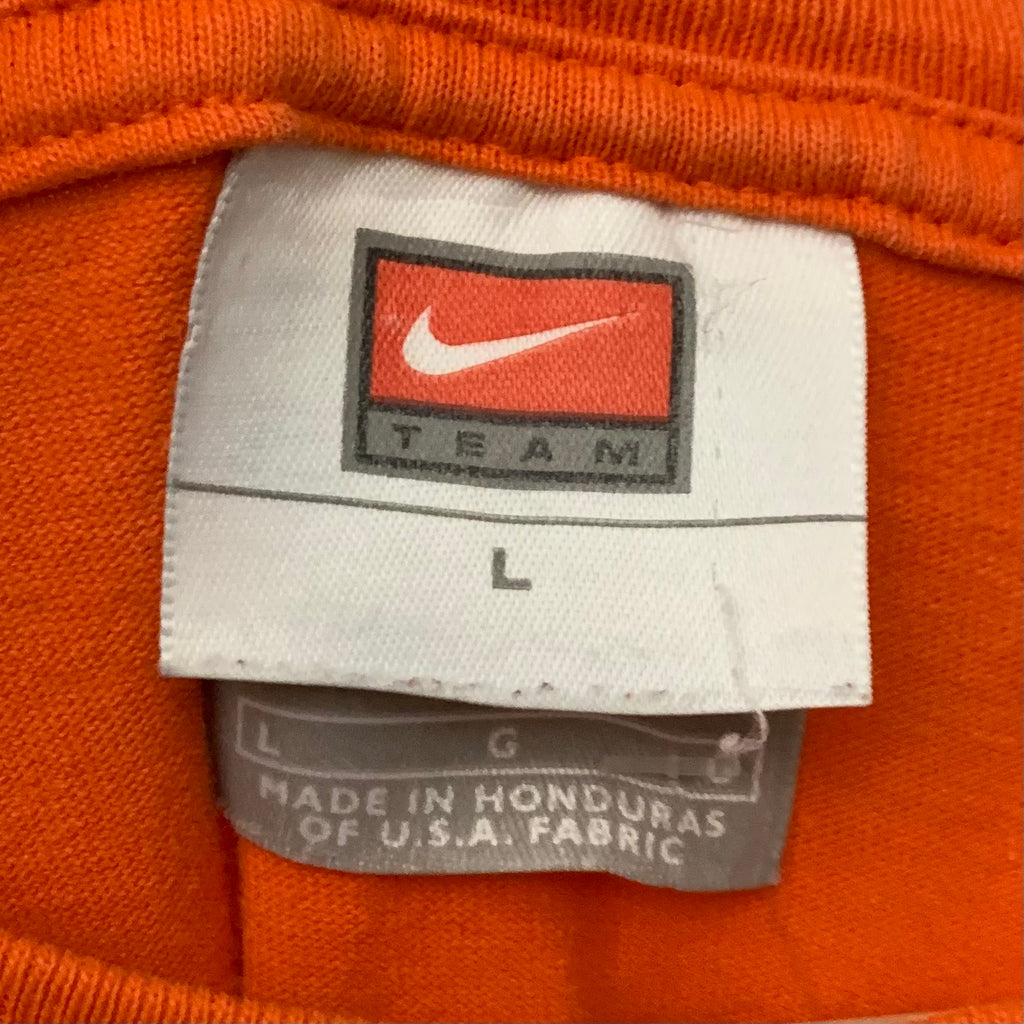 TEAM
L
L G
MADE IN HONDURAS
OF U.S.A. FABRIC